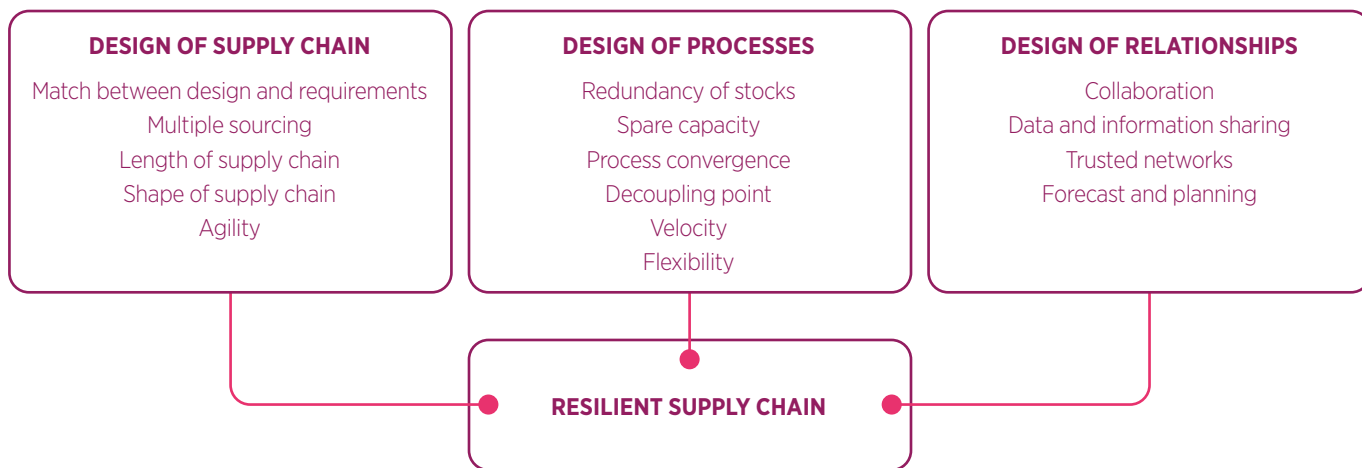 DESIGN OF SUPPLY CHAIN
Match between design and requirements
Multiple sourcing
Length of supply chain
Shape of supply chain
Agility
DESIGN OF PROCESSES
Redundancy of stocks
Spare capacity
Process convergence
Decoupling point
Velocity
Flexibility
DESIGN OF RELATIONSHIPS
Collaboration
Data and information sharing
Trusted networks
Forecast and planning
RESILIENT SUPPLY CHAIN